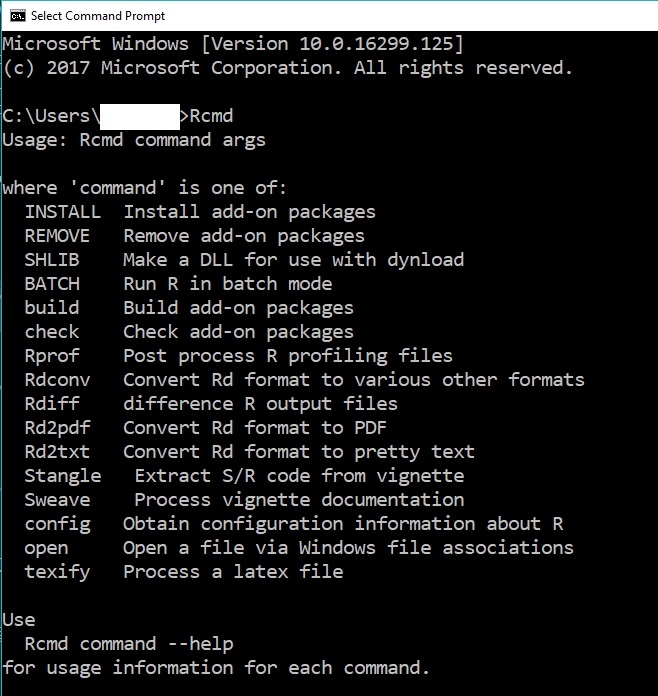 Select Command Prompt
Microsoft Windows [Version 10.0.16299.125]
(c) 2017 Microsoft Corporation. All rights reserved.
C:\Users\ >Rcmd
Usage: Rcmd command args
where 'command' is one of:
INSTALL Install add-on packages
REMOVE Remove add-on packages
SHLIB Make a DLL for use with dynload
BATCH Run R in batch mode
build Build add-on packages
check Check add-on packages
Rprof Post process R profiling files
Rdconv Convert Rd format to various other formats
Rdiff difference R output files
Rd2pdf Convert Rd format to PDF
Rd2txt Convert Rd format to pretty text
Stangle Extract S/R code from vignette
Sweave Process vignette documentation
config Obtain configuration information about R
open Open a file via Windows file associations
texify Process a latex file
Use
Rcmd command --help
for usage information for each command.